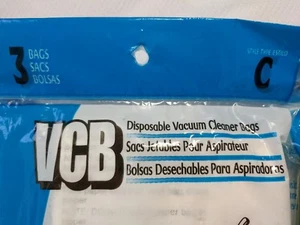 3 BAGS
SACS
BOLSAS
C
VCB
Disposable Vacuum Cleaner Bags
Sacs Jetables Pour Aspirateur
Bolsas Desechables Para Aspiradoras